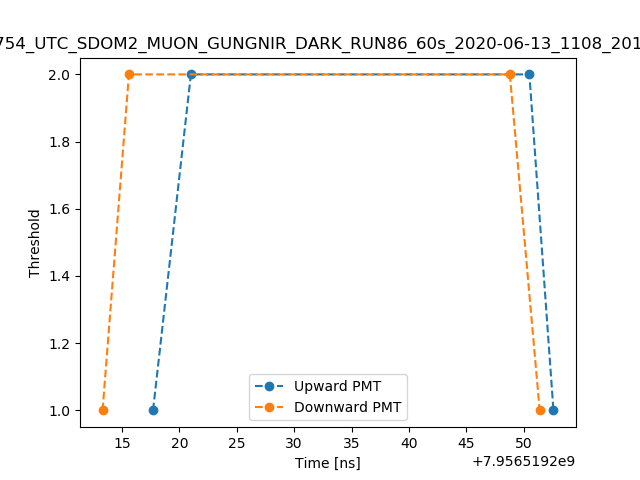 754_UTC_SDOM2_MUON_GUNGNIR_DARK_RUN86_60s_2020-06-13_1108_201
2.0
1.8
1.6
1.4
1.2
1.0
Threshold
Upward PMT
Downward PMT
15 20 25 30 35 40 45 50
Time [ns]
+7.9565192e9